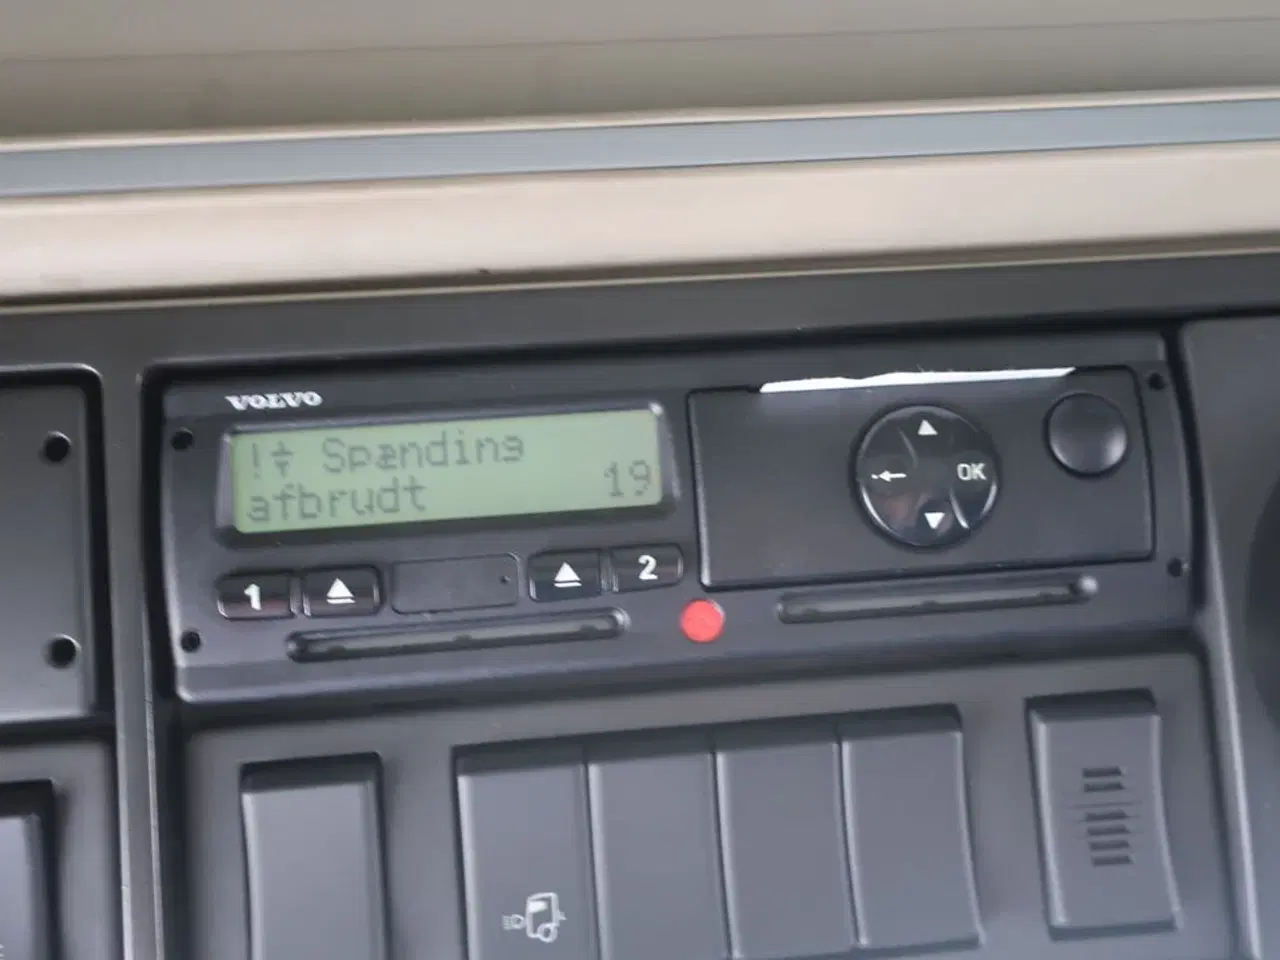 VOLVO
!÷ Spænding
afbrudt 19
1 2
OK